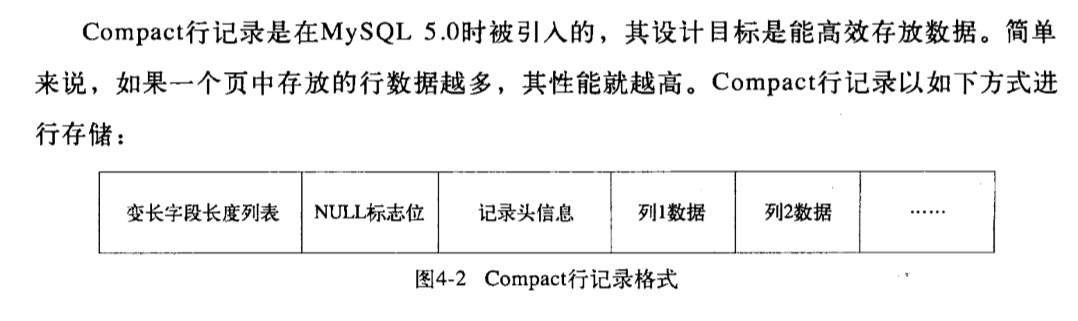 Compact行记录是在MySQL 5.0时被引入的，其设计目标是能高效存放数据。简单
来说，如果一个页中存放的行数据越多，其性能就越高。Compact行记录以如下方式进
行存储：
变长字段长度列表 NULL标志位 记录头信息 列1数据 列2数据 ……
图4-2 Compact行记录格式